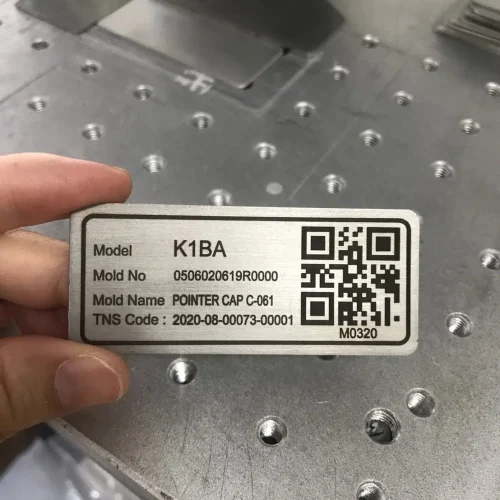 Model K1BA
Mold No 0506020619R0000
Mold Name POINTER CAP C-061
TNS Code : 2020-08-00073-00001
M0320